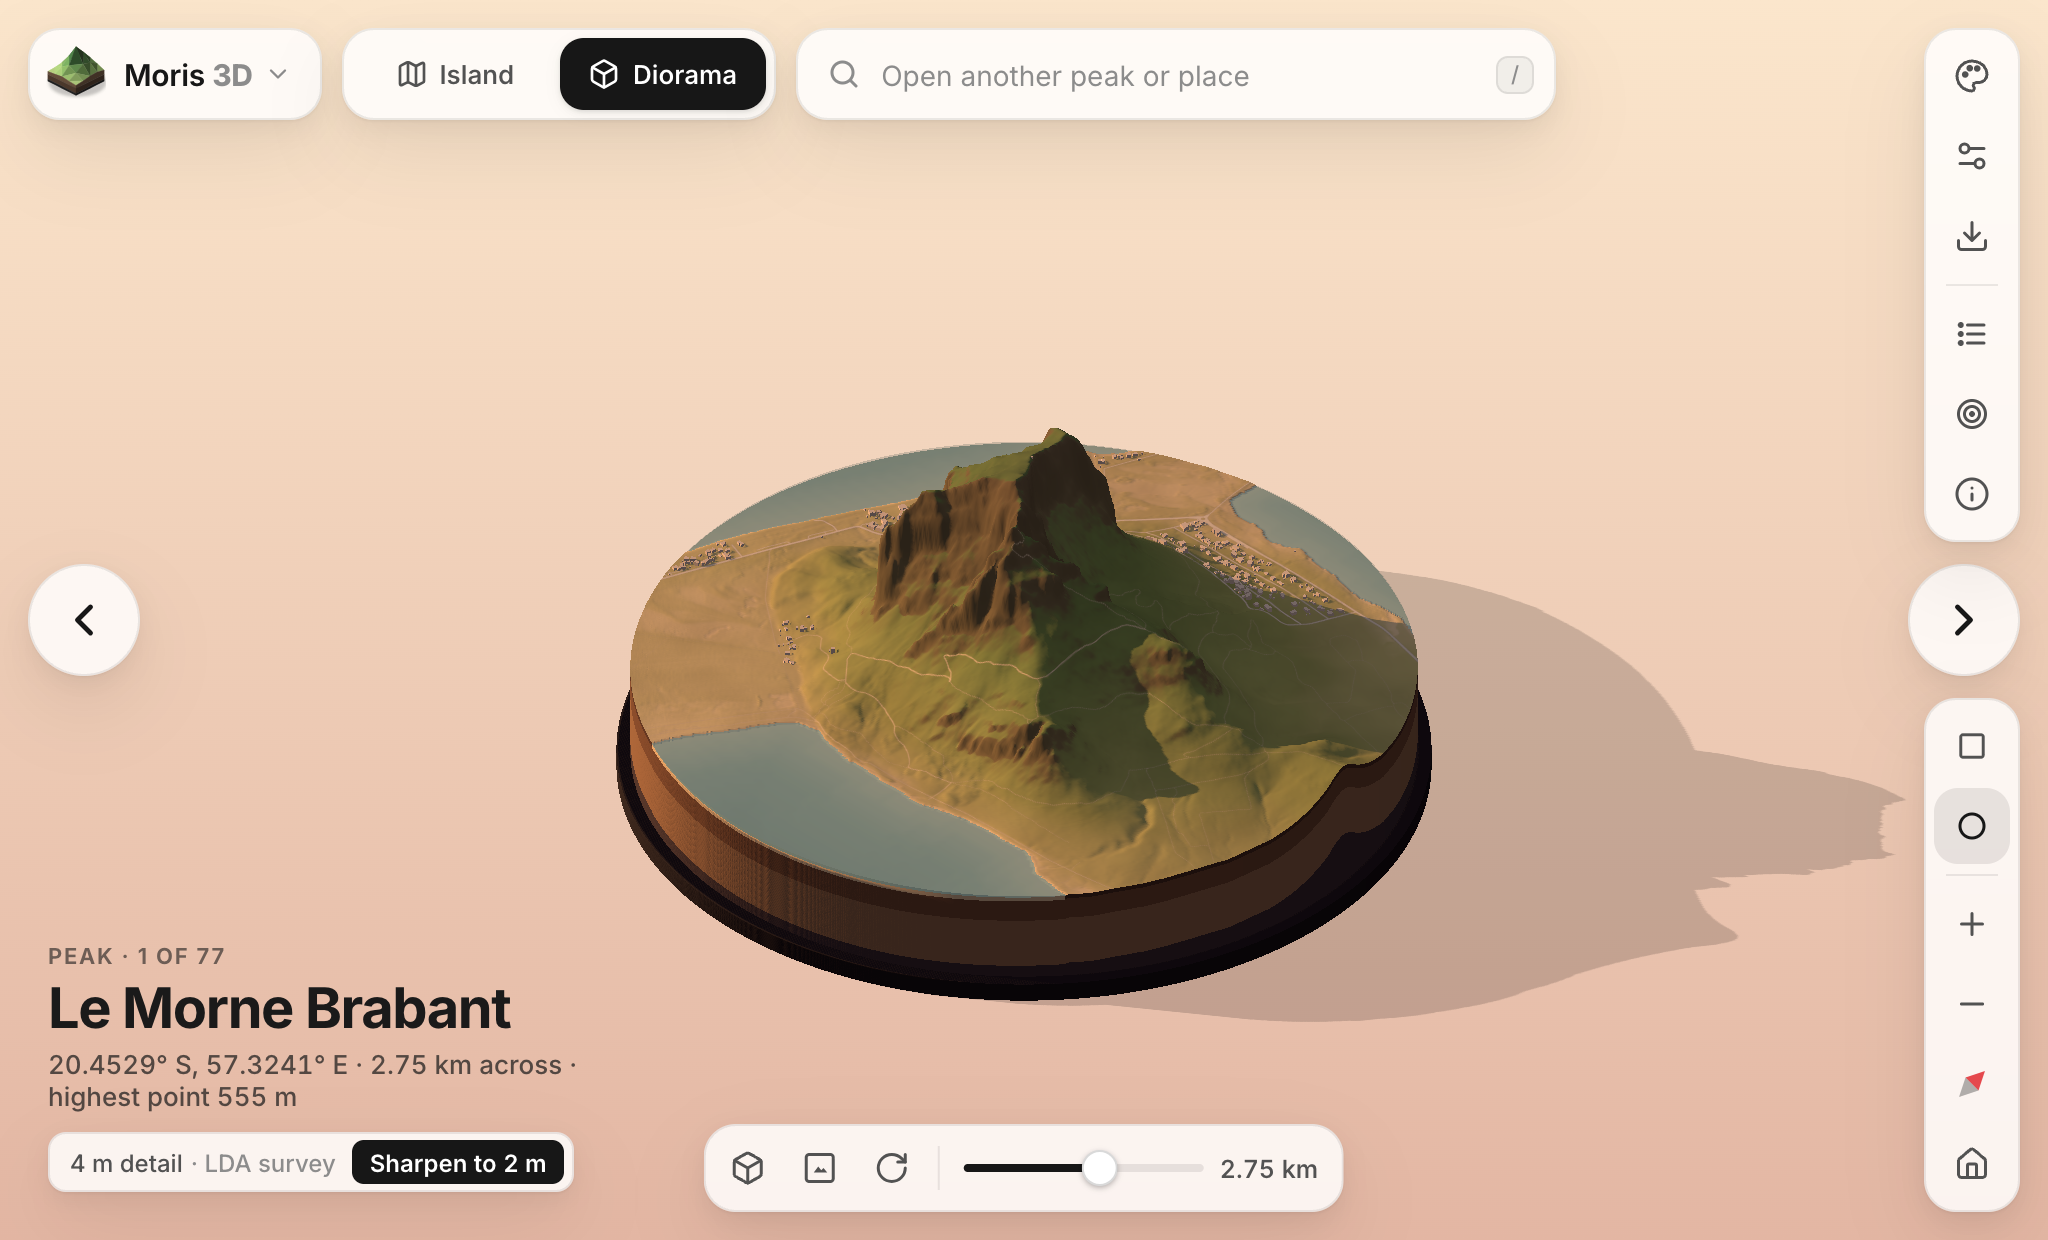 Moris 3D
Island
Diorama
Open another peak or place
/
PEAK · 1 OF 77
Le Morne Brabant
20.4529° S, 57.3241° E · 2.75 km across ·
highest point 555 m
4 m detail · LDA survey
Sharpen to 2 m
2.75 km